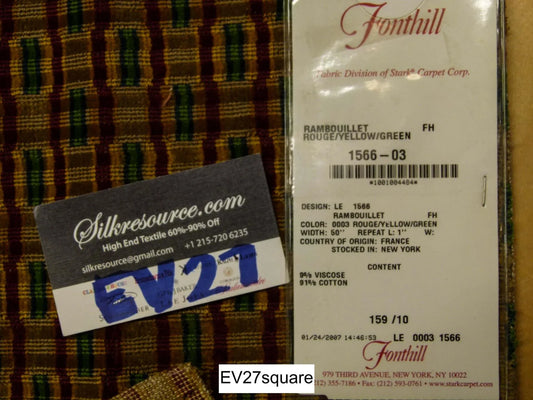 Silkresource.com
High End Textile 60%-90% Off
silkresource@gmail.com +1 215-720 6235
EV27
Fonthill
Fabric Division of Stark® Carpet Corp.
RAMBOUILLET FH
ROUGE/YELLOW/GREEN
1566-03
*1001004404*
DESIGN: LE 1566
RAMBOUILLET FH
COLOR: 0003 ROUGE/YELLOW/GREEN
WIDTH: 50'' REPEAT L: 1'' W:
COUNTRY OF ORIGIN: FRANCE
STOCKED IN: NEW YORK
CONTENT
9% VISCOSE
91% COTTON
159 /10
01/24/2007 14:46:53 LE 0003 1566
Fonthill
979 THIRD AVENUE, NEW YORK, NY 10022
(212) 355-7186 • Fax: (212) 593-0761 • www.starkcarpet.com
EV27square